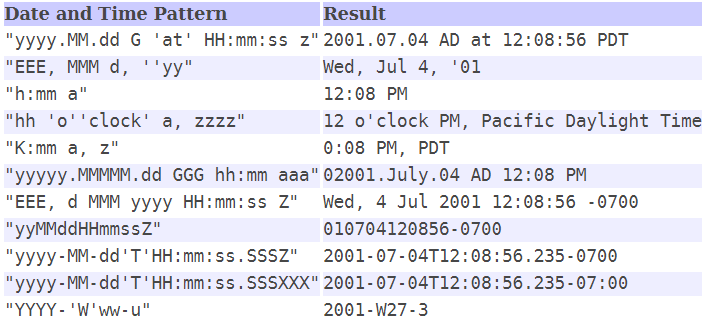 Date and Time Pattern Result
"yyyy.MM.dd G 'at' HH:mm:ss z" 2001.07.04 AD at 12:08:56 PDT
"EEE, MMM d, ''yy" Wed, Jul 4, '01
"h:mm a" 12:08 PM
"hh 'o''clock' a, zzzz" 12 o'clock PM, Pacific Daylight Time
"K:mm a, z" 0:08 PM, PDT
"yyyyy.MMMMM.dd GGG hh:mm aaa" 02001.July.04 AD 12:08 PM
"EEE, d MMM yyyy HH:mm:ss Z" Wed, 4 Jul 2001 12:08:56 -0700
"yyMMddHHmmssZ" 010704120856-0700
"yyyy-MM-dd'T'HH:mm:ss.SSSZ" 2001-07-04T12:08:56.235-0700
"yyyy-MM-dd'T'HH:mm:ss.SSSXXX" 2001-07-04T12:08:56.235-07:00
"YYYY-'W'ww-u" 2001-W27-3